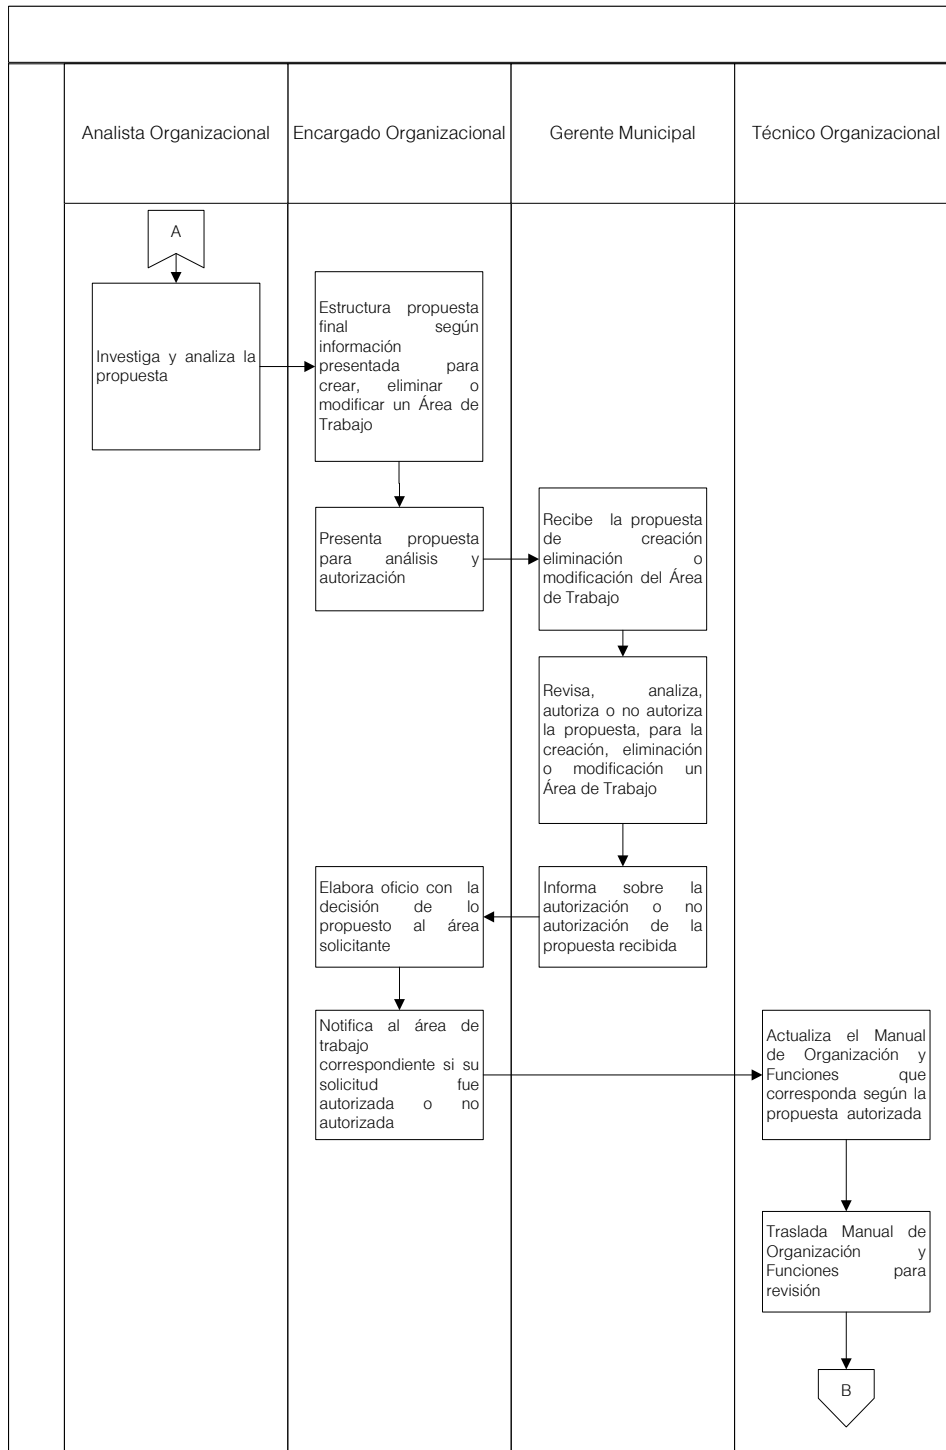 Analista Organizacional
Encargado Organizacional
Gerente Municipal
Técnico Organizacional
A
Investiga y analiza la
propuesta
Estructura propuesta
final según
información
presentada para
crear, eliminar o
modificar un Área de
Trabajo
Presenta propuesta
para análisis y
autorización
Recibe la propuesta
de creación
eliminación o
modificación del Área
de Trabajo
Revisa, analiza,
autoriza o no autoriza
la propuesta, para la
creación, eliminación
o modificación un
Área de Trabajo
Informa sobre la
autorización o no
autorización de la
propuesta recibida
Elabora oficio con la
decisión de lo
propuesto al área
solicitante
Notifica al área de
trabajo
correspondiente si su
solicitud fue
autorizada o no
autorizada
Actualiza el Manual
de Organización y
Funciones que
corresponda según la
propuesta autorizada
Traslada Manual de
Organización y
Funciones para
revisión
B